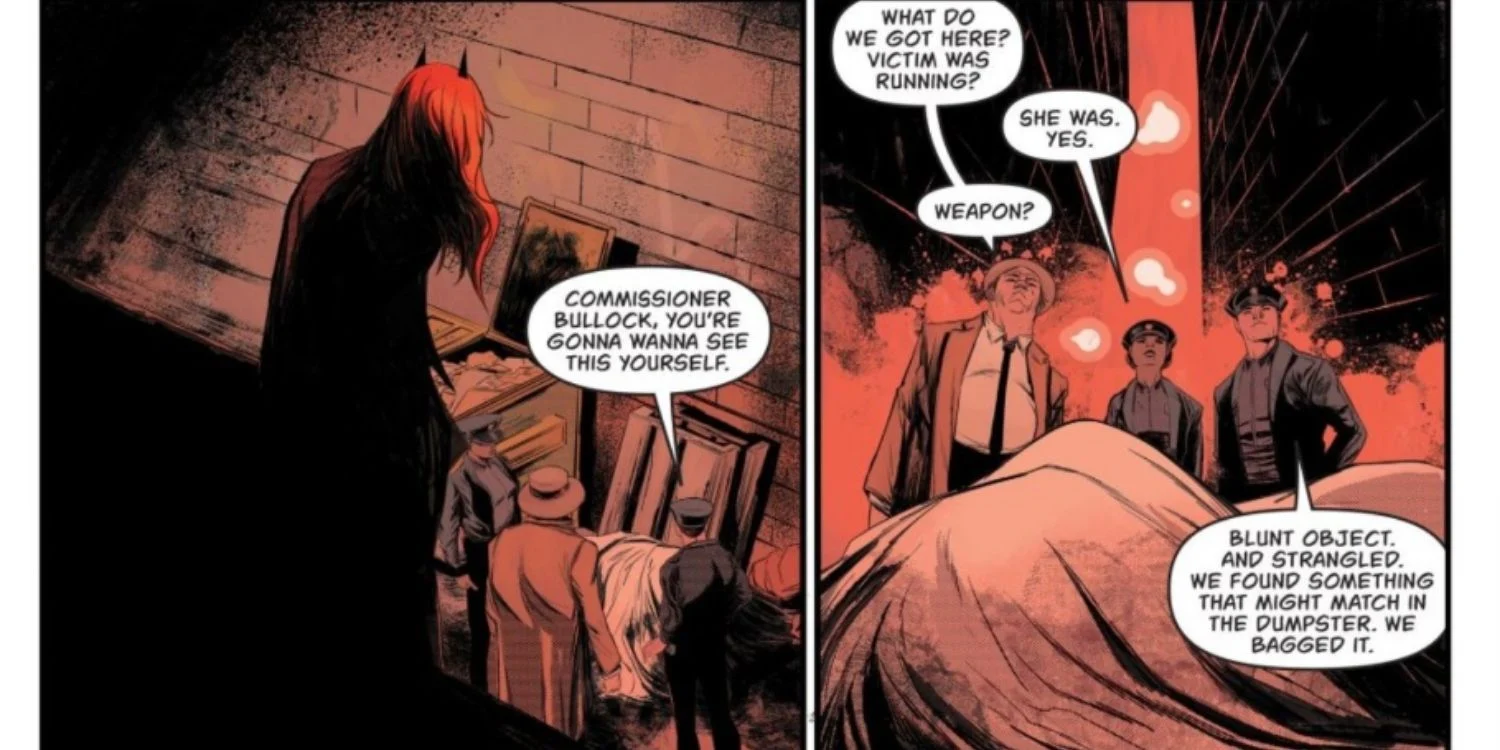 COMMISSIONER
BULLOCK, YOU'RE
GONNA WANNA SEE
THIS YOURSELF.
WHAT DO
WE GOT HERE?
VICTIM WAS
RUNNING?
SHE WAS.
YES.
WEAPON?
BLUNT OBJECT.
AND STRANGLED.
WE FOUND SOMETHING
THAT MIGHT MATCH IN
THE DUMPSTER. WE
BAGGED IT.